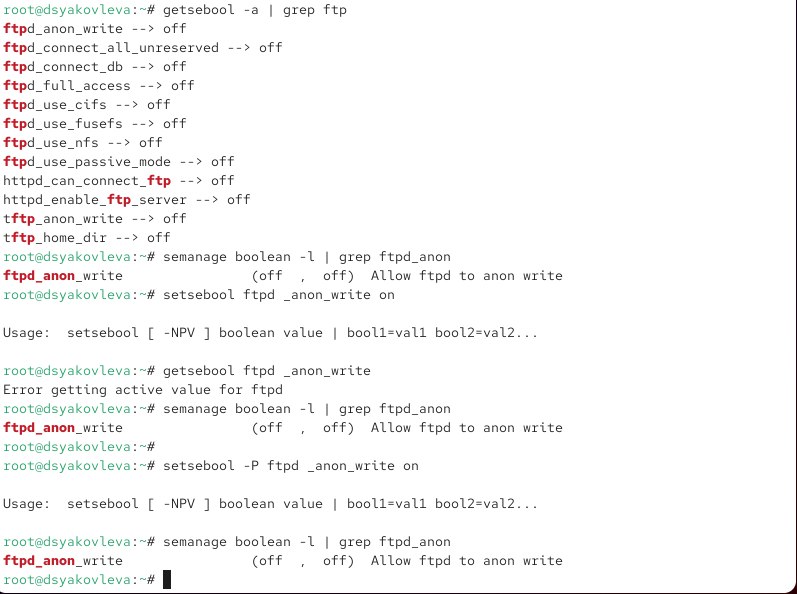 root@dsyakovleva:~# getsebool -a | grep ftp
ftpd_anon_write --> off
ftpd_connect_all_unreserved --> off
ftpd_connect_db --> off
ftpd_full_access --> off
ftpd_use_cifs --> off
ftpd_use_fusefs --> off
ftpd_use_nfs --> off
ftpd_use_passive_mode --> off
httpd_can_connect_ftp --> off
httpd_enable_ftp_server --> off
tftp_anon_write --> off
tftp_home_dir --> off
root@dsyakovleva:~# semanage boolean -l | grep ftpd_anon
ftpd_anon_write                (off  ,  off)  Allow ftpd to anon write
root@dsyakovleva:~# setsebool ftpd _anon_write on

Usage:  setsebool [ -NPV ] boolean value | bool1=val1 bool2=val2...

root@dsyakovleva:~# getsebool ftpd _anon_write
Error getting active value for ftpd
root@dsyakovleva:~# semanage boolean -l | grep ftpd_anon
ftpd_anon_write                (off  ,  off)  Allow ftpd to anon write
root@dsyakovleva:~#
root@dsyakovleva:~# setsebool -P ftpd _anon_write on

Usage:  setsebool [ -NPV ] boolean value | bool1=val1 bool2=val2...

root@dsyakovleva:~# semanage boolean -l | grep ftpd_anon
ftpd_anon_write                (off  ,  off)  Allow ftpd to anon write
root@dsyakovleva:~#